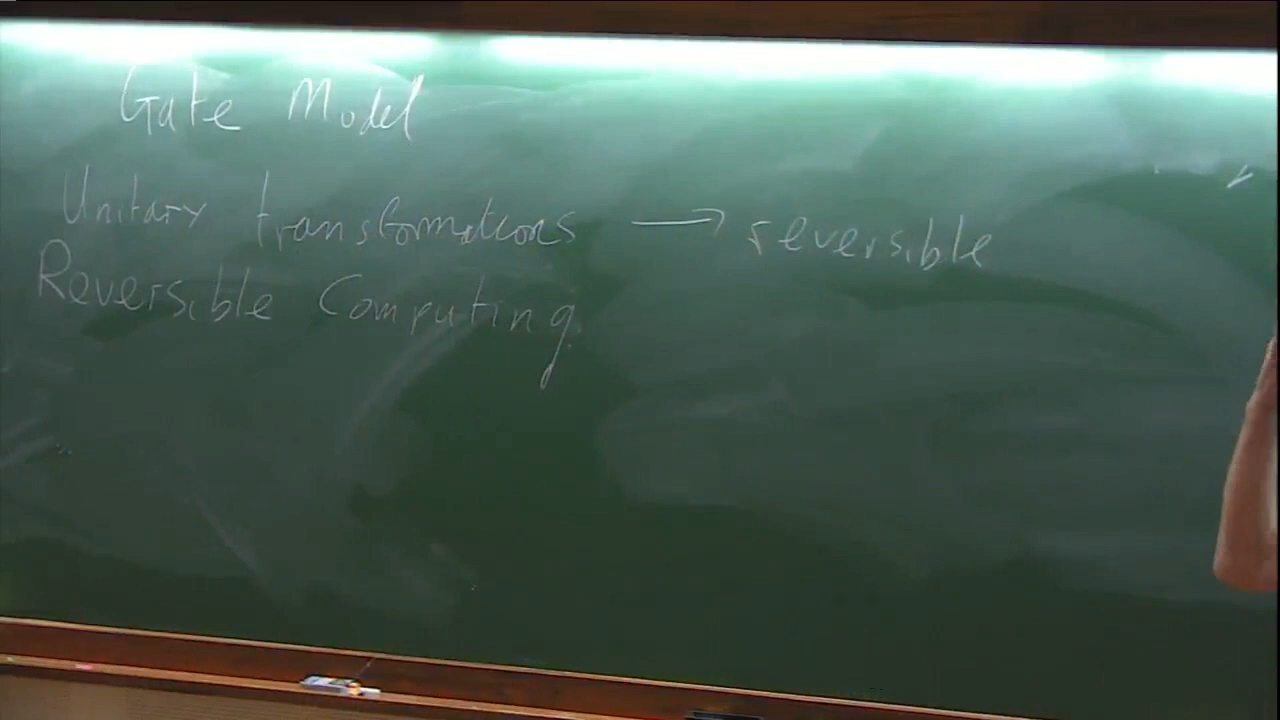 Gate Model
Unitary transformations → reversible
Reversible Computing.